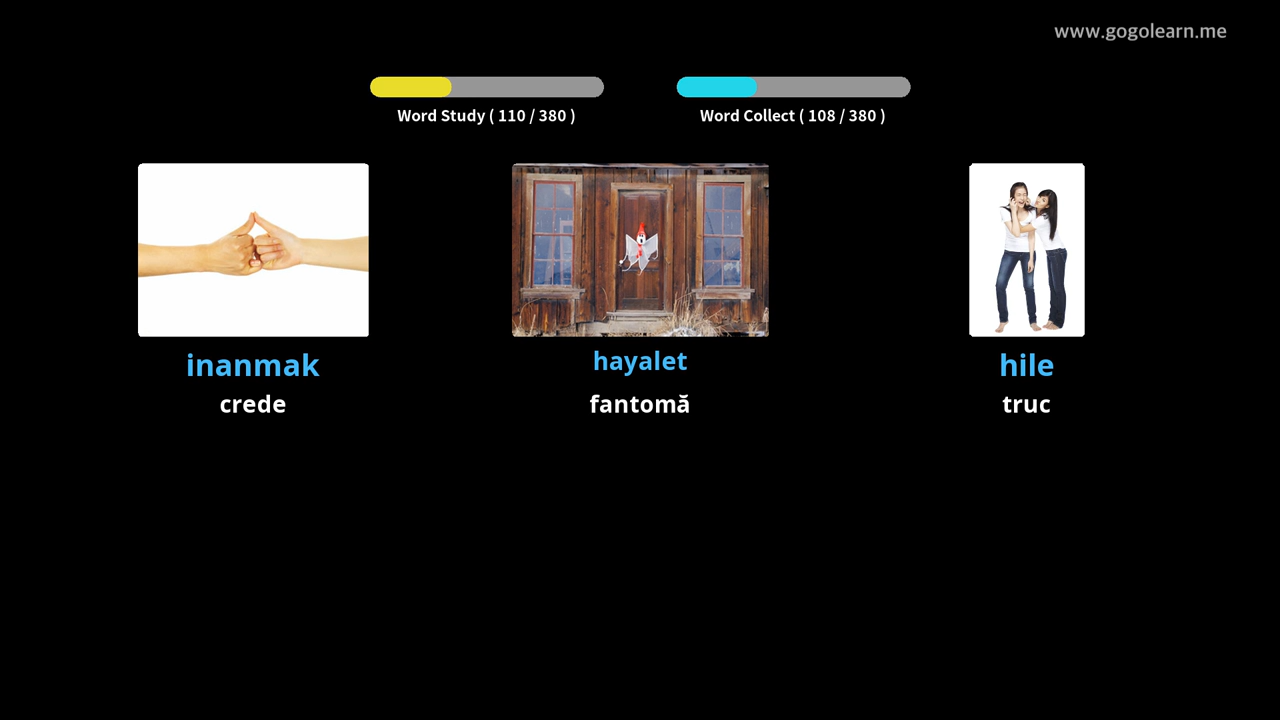 www.gogolearn.me
Word Study ( 110 / 380 )
Word Collect ( 108 / 380 )
inanmak
crede
hayalet
fantomă
hile
truc